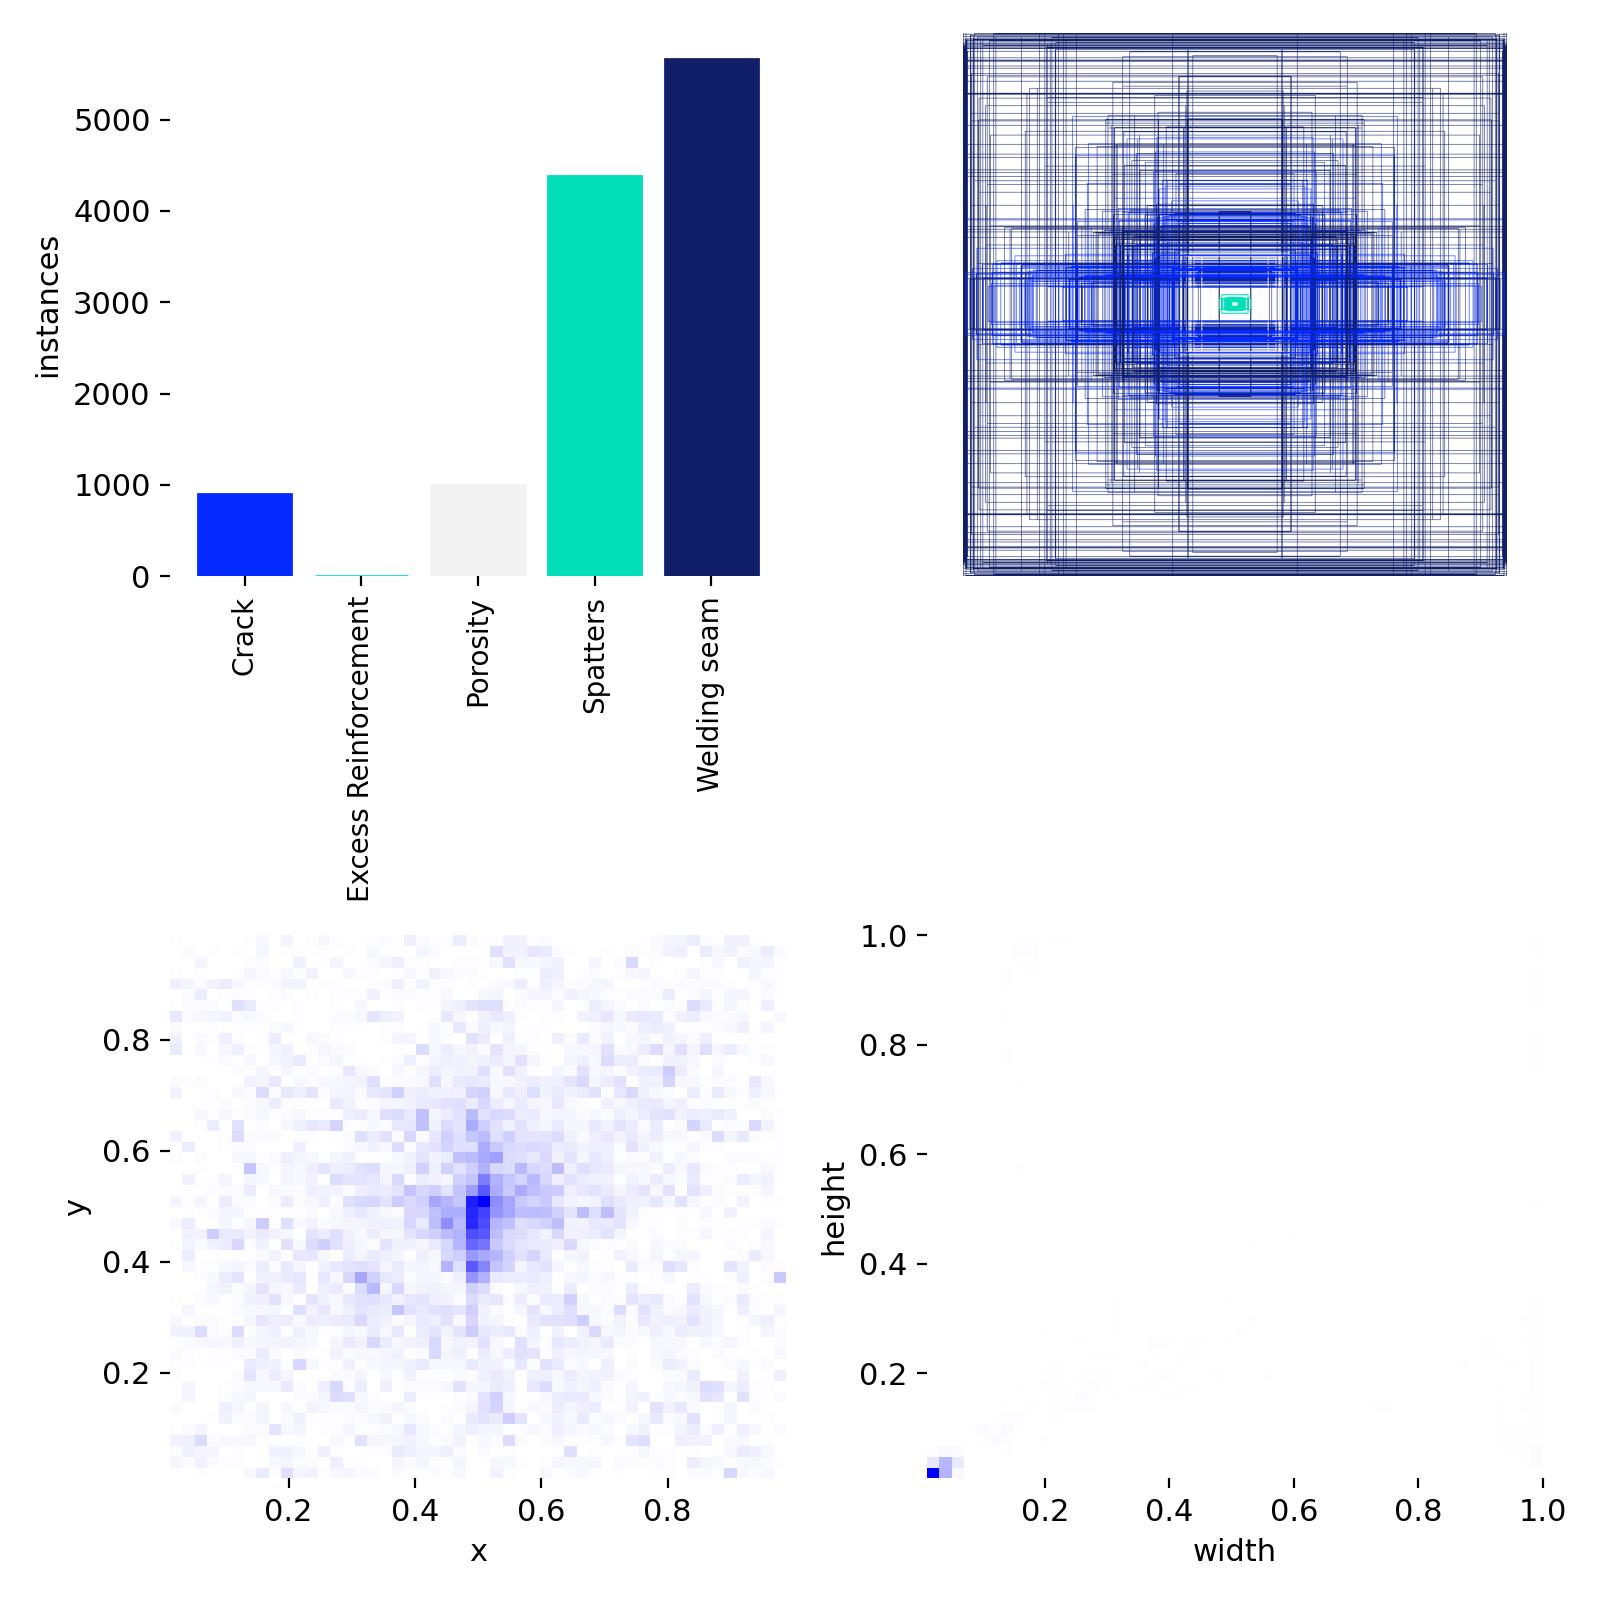 instances
5000
4000
3000
2000
1000
0
Crack
Excess Reinforcement
Porosity
Spatters
Welding seam
y
0.8
0.6
0.4
0.2
0.2 0.4 0.6 0.8
x
height
1.0
0.8
0.6
0.4
0.2
0.2 0.4 0.6 0.8 1.0
width